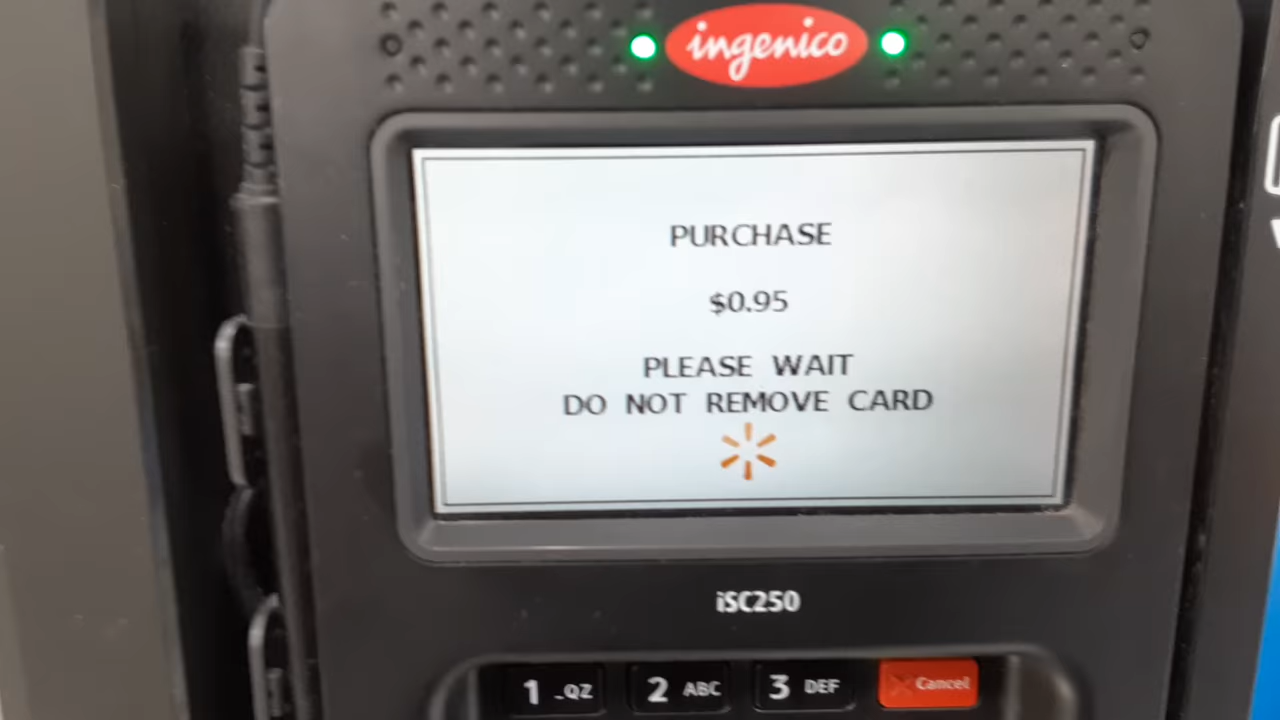 ingenico
PURCHASE
$0.95
PLEASE WAIT
DO NOT REMOVE CARD
iSC250
1 -QZ 2 ABC 3 DEF Cancel